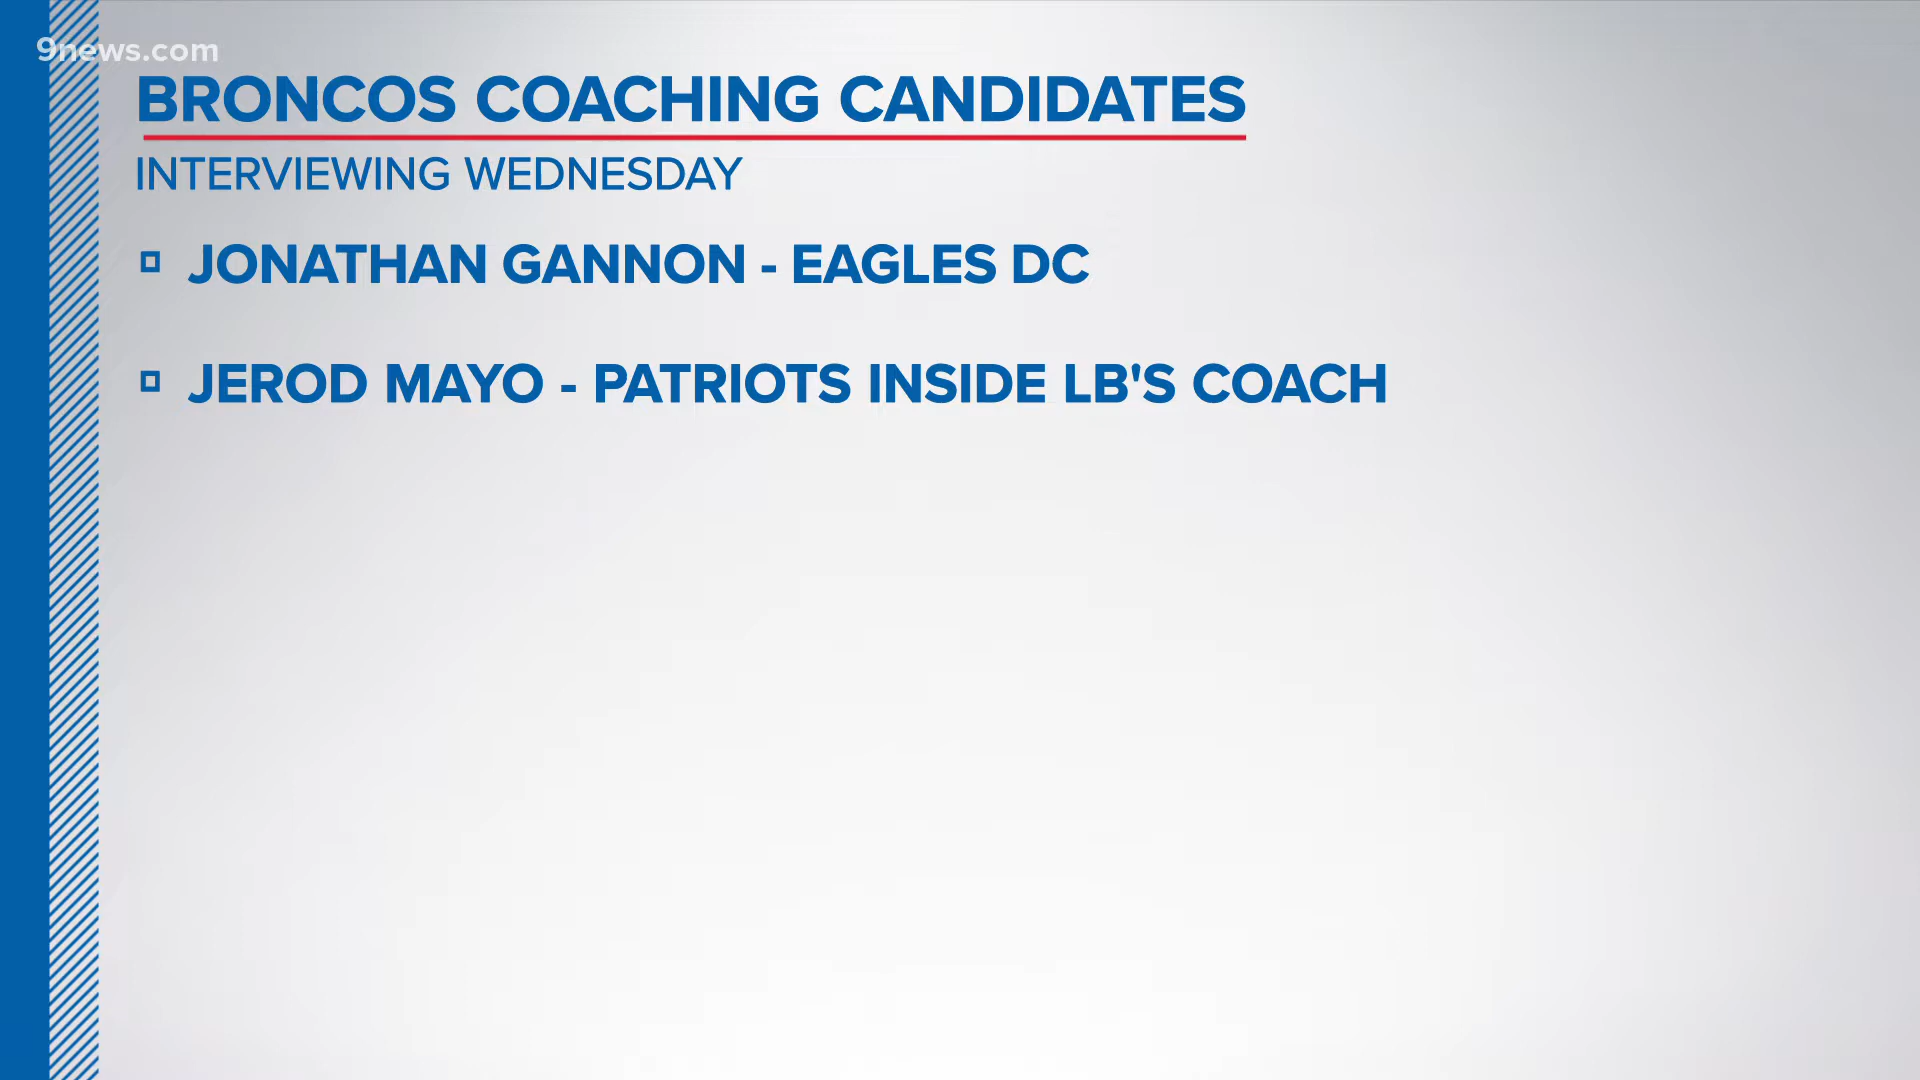 9news.com
BRONCOS COACHING CANDIDATES
INTERVIEWING WEDNESDAY
JONATHAN GANNON - EAGLES DC
JEROD MAYO - PATRIOTS INSIDE LB'S COACH